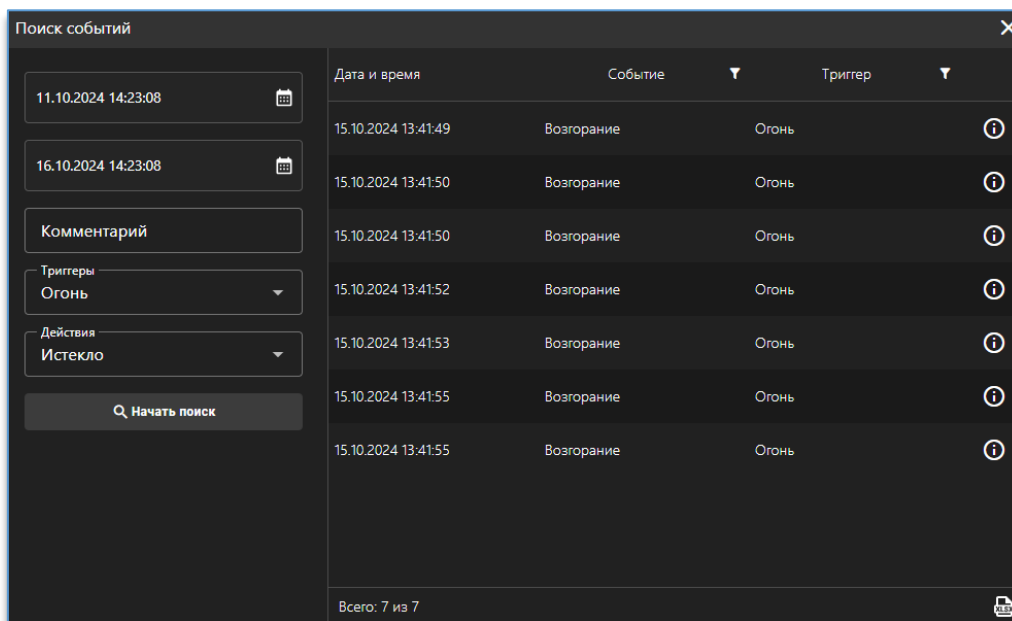 Поиск событий
11.10.2024 14:23:08
16.10.2024 14:23:08
Комментарий
Триггеры
Огонь
Действия
Истекло
Начать поиск
Дата и время Событие Триггер
15.10.2024 13:41:49 Возгорание Огонь
15.10.2024 13:41:50 Возгорание Огонь
15.10.2024 13:41:50 Возгорание Огонь
15.10.2024 13:41:52 Возгорание Огонь
15.10.2024 13:41:53 Возгорание Огонь
15.10.2024 13:41:55 Возгорание Огонь
15.10.2024 13:41:55 Возгорание Огонь
Всего: 7 из 7
XLSX